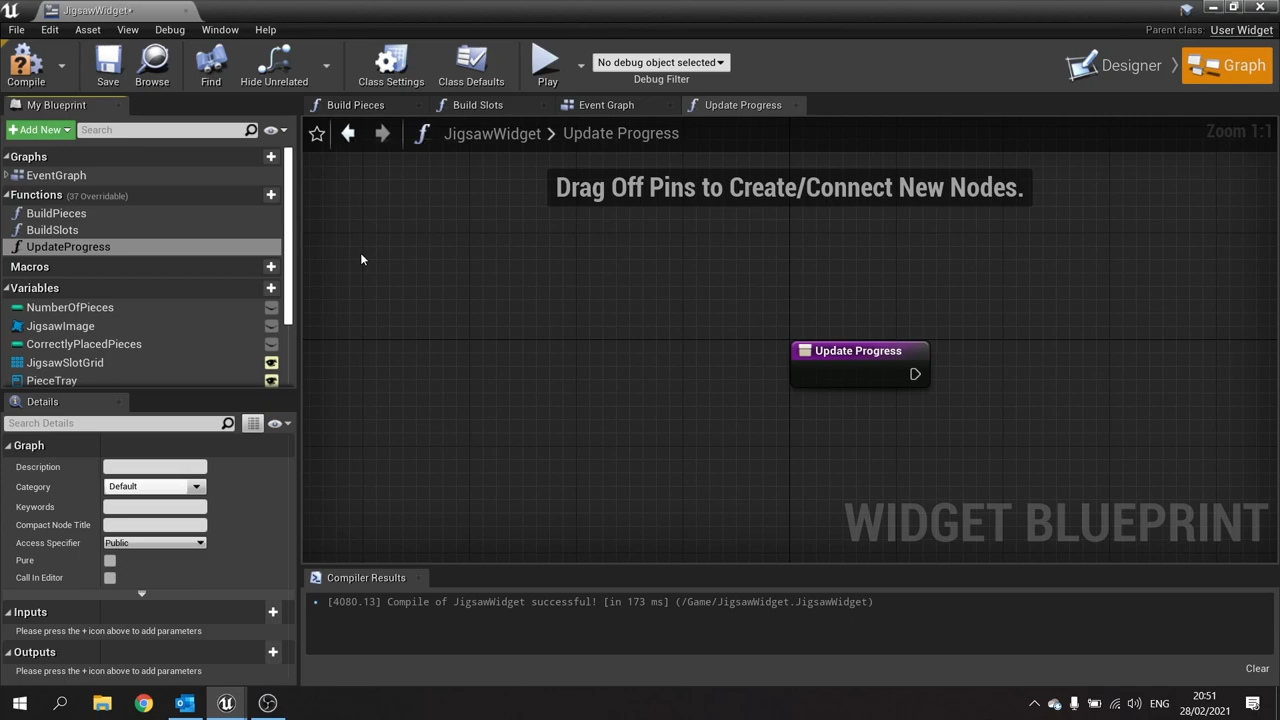 JigsawWidget*
File Edit Asset View Debug Window Help
Parent class: User Widget
Compile Save Browse Find Hide Unrelated Class Settings Class Defaults Play
No debug object selected
Debug Filter
Designer Graph
My Blueprint
Build Pieces Build Slots Event Graph Update Progress
Add New Search
JigsawWidget > Update Progress
Zoom 1:1
Graphs
EventGraph
Functions (37 Overridable)
BuildPieces
BuildSlots
UpdateProgress
Macros
Variables
NumberOfPieces
JigsawImage
CorrectlyPlacedPieces
JigsawSlotGrid
PieceTray
Drag Off Pins to Create/Connect New Nodes.
Update Progress
WIDGET BLUEPRINT
Details
Search Details
Graph
Description
Category Default
Keywords
Compact Node Title
Access Specifier Public
Pure
Call In Editor
Inputs
Please press the + icon above to add parameters
Outputs
Please press the + icon above to add parameters
Compiler Results
[4080.13] Compile of JigsawWidget successful! [in 173 ms] (/Game/JigsawWidget.JigsawWidget)
Clear
ENG
20:51
28/02/2021